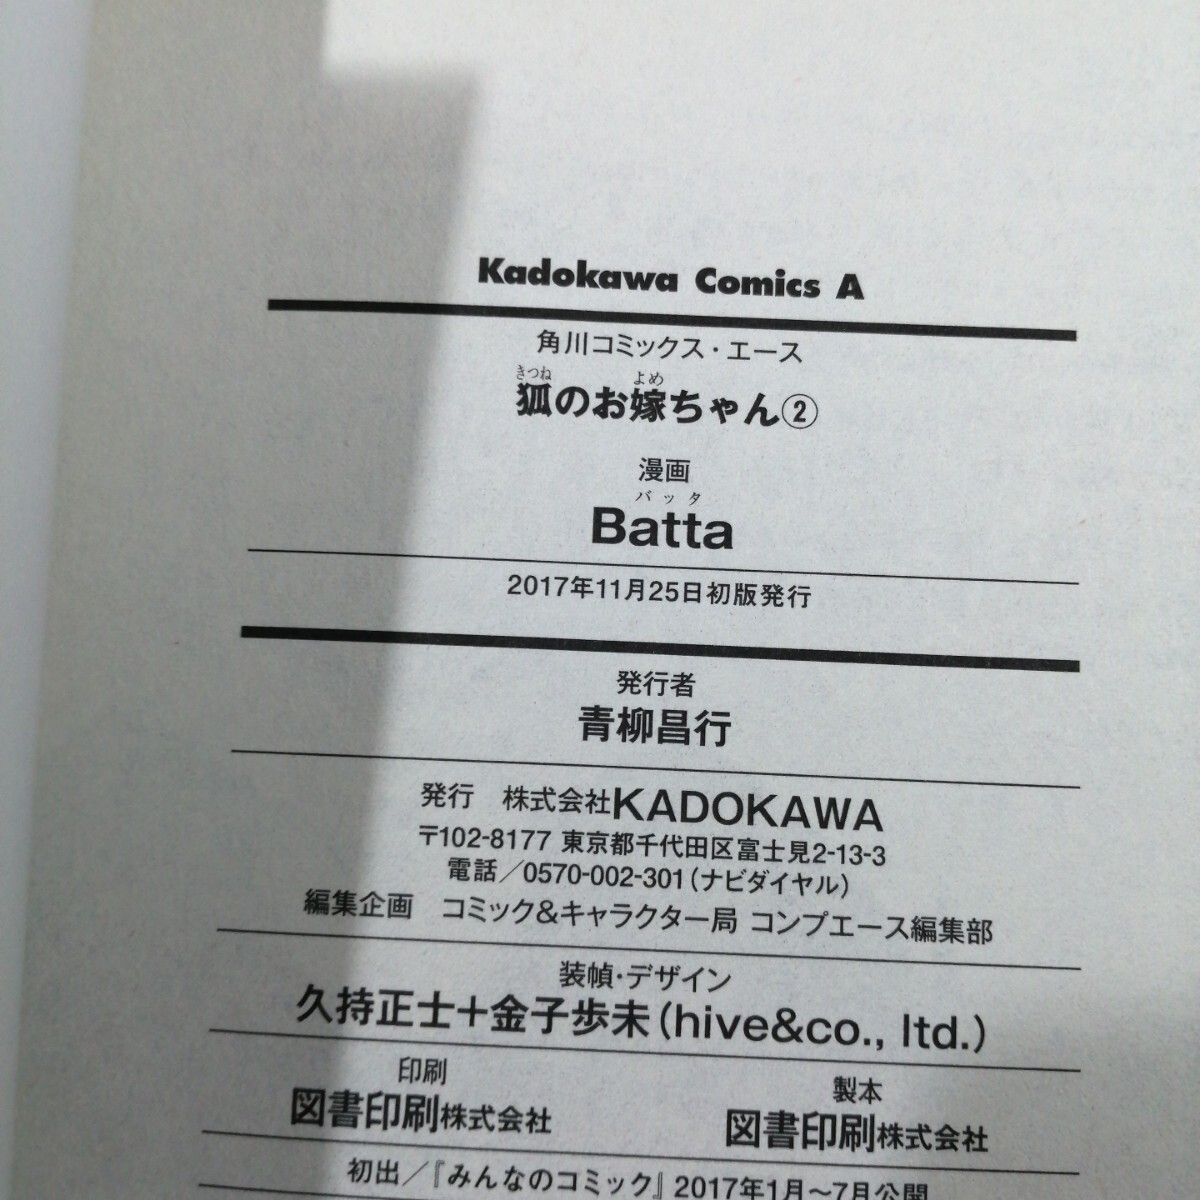 Kadokawa Comics A
角川コミックス・エース
きつね よめ
狐のお嫁ちゃん②
漫画
バッタ
Batta
2017年11月25日初版発行
発行者
青柳昌行
発行 株式会社KADOKAWA
〒102-8177 東京都千代田区富士見2-13-3
電話／0570-002-301(ナビダイヤル)
編集企画 コミック&キャラクター局 コンプエース編集部
装幀・デザイン
久持正士+金子歩未(hive&co., ltd.)
印刷 製本
図書印刷株式会社 図書印刷株式会社
初出／『みんなのコミック』2017年1月〜7月公開